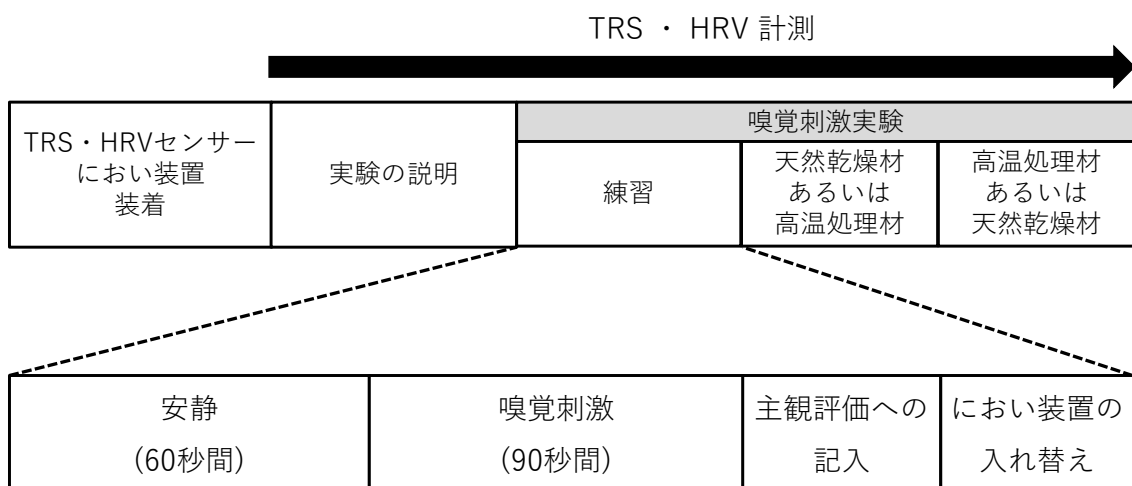 TRS ・ HRV 計測
TRS・HRVセンサー
におい装置
装着
実験の説明
嗅覚刺激実験
練習
天然乾燥材
あるいは
高温処理材
高温処理材
あるいは
天然乾燥材
安静
(60秒間)
嗅覚刺激
(90秒間)
主観評価への
記入
におい装置の
入れ替え